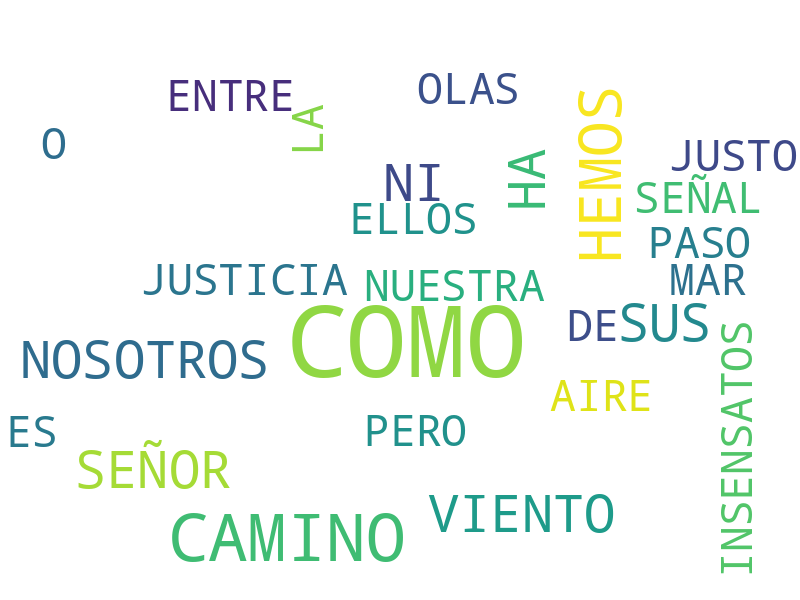 OLAS
ENTRE
LA
HEMOS
O
JUSTO
HA
NI
SEÑAL
ELLOS
PASO
JUSTICIA
NUESTRA
MAR
COMO
DE
SUS
NOSOTROS
AIRE
INSENSATOS
ES
PERO
SEÑOR
VIENTO
CAMINO